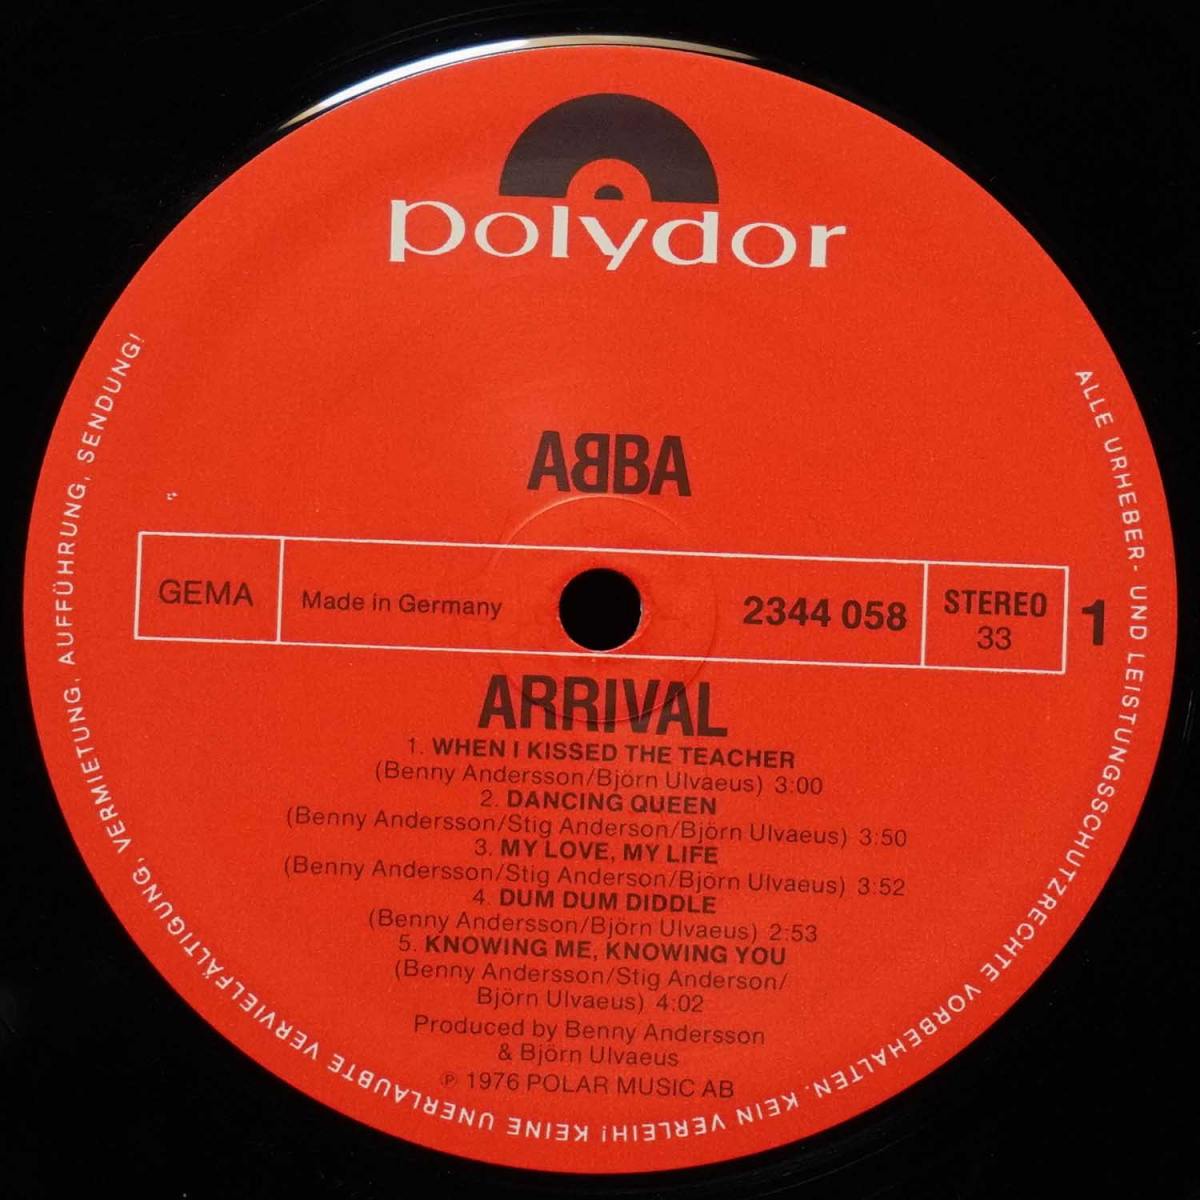 polydor
ABBA
GEMA
Made in Germany
2344 058
STEREO
33
1
ARRIVAL
1. WHEN I KISSED THE TEACHER
(Benny Andersson/Björn Ulvaeus) 3:00
2. DANCING QUEEN
(Benny Andersson/Stig Anderson/Björn Ulvaeus) 3:50
3. MY LOVE, MY LIFE
(Benny Andersson/Stig Anderson/Björn Ulvaeus) 3:52
4. DUM DUM DIDDLE
(Benny Andersson/Björn Ulvaeus) 2:53
5. KNOWING ME, KNOWING YOU
(Benny Andersson/Stig Anderson/
Björn Ulvaeus) 4:02
Produced by Benny Andersson
& Björn Ulvaeus
℗ 1976 POLAR MUSIC AB
ALLE URHEBER- UND LEISTUNGSSCHUTZRECHTE VORBEHALTEN. KEIN VERLEIH! KEINE UNERLAUBTE VERVIELFÄLTIGUNG, VERMIETUNG, AUFFÜHRUNG, SENDUNG!